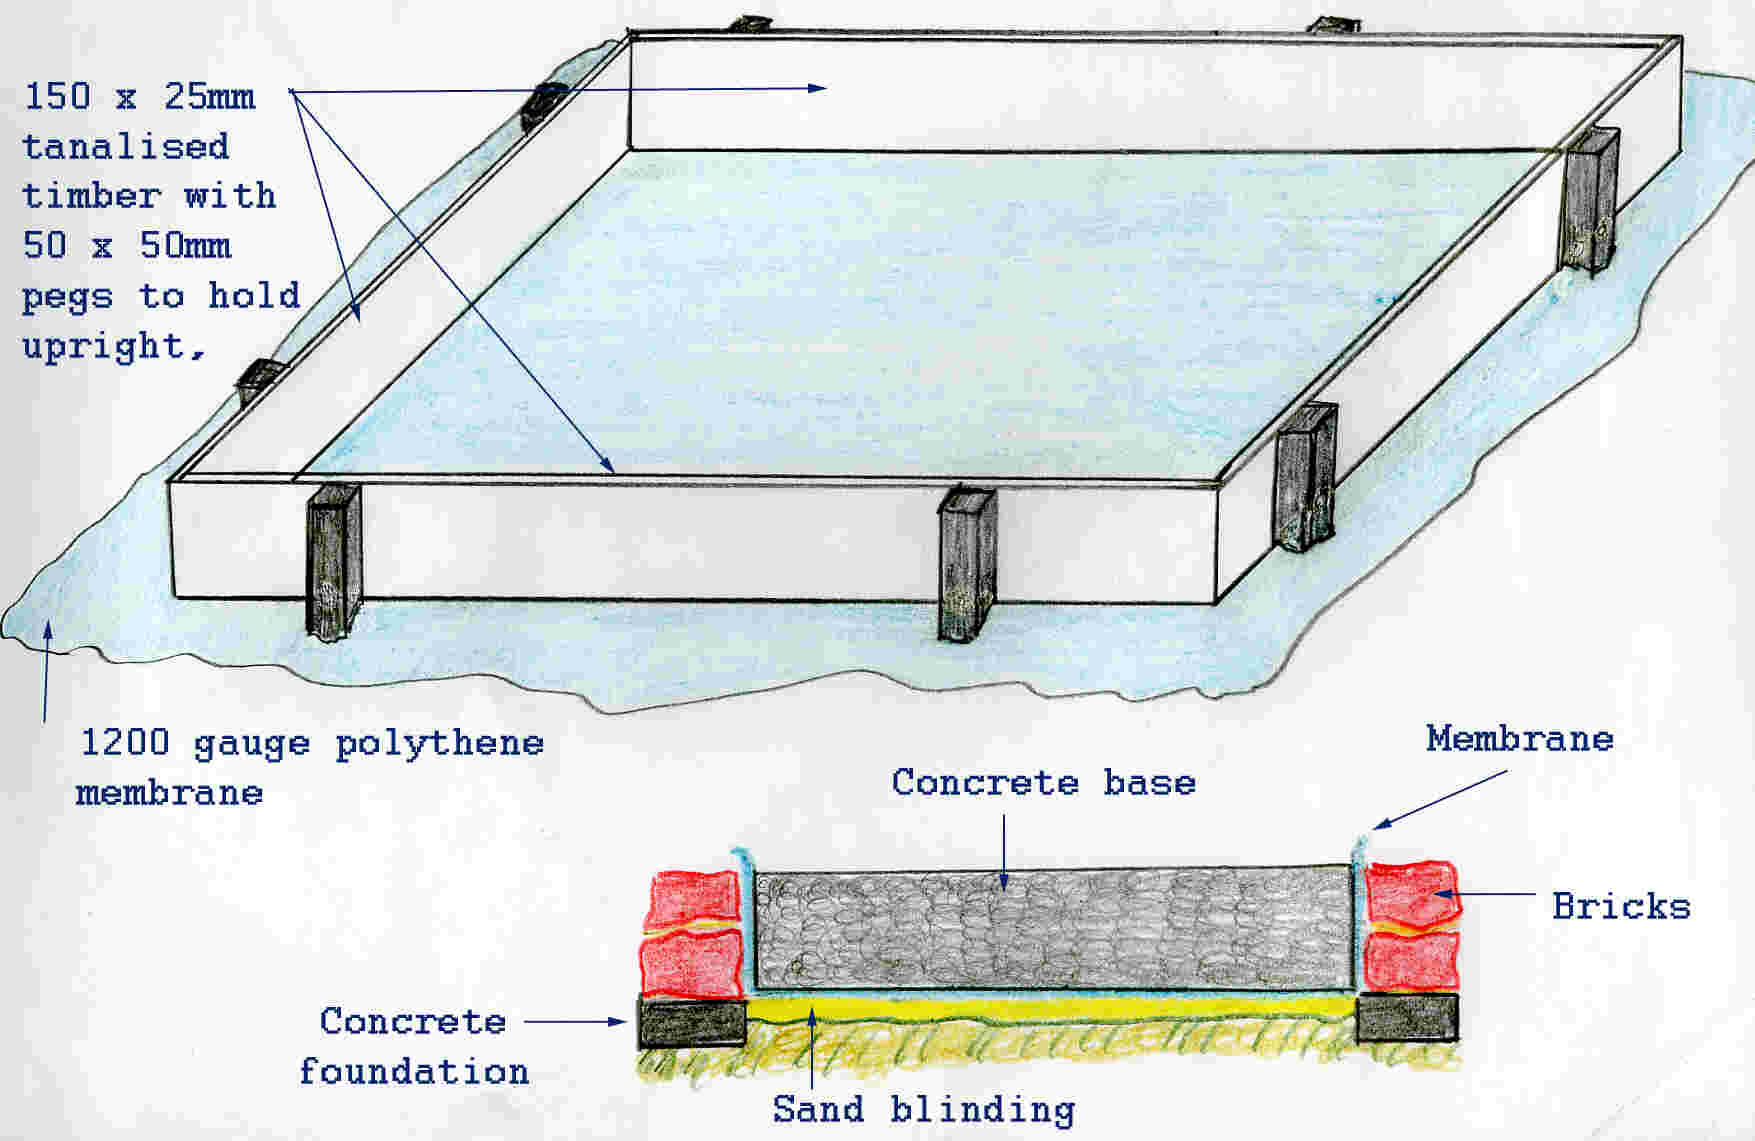 150 x 25mm
tanalised
timber with
50 x 50mm
pegs to hold
upright,
1200 gauge polythene
membrane
Membrane
Concrete base
Bricks
Concrete
foundation
Sand blinding